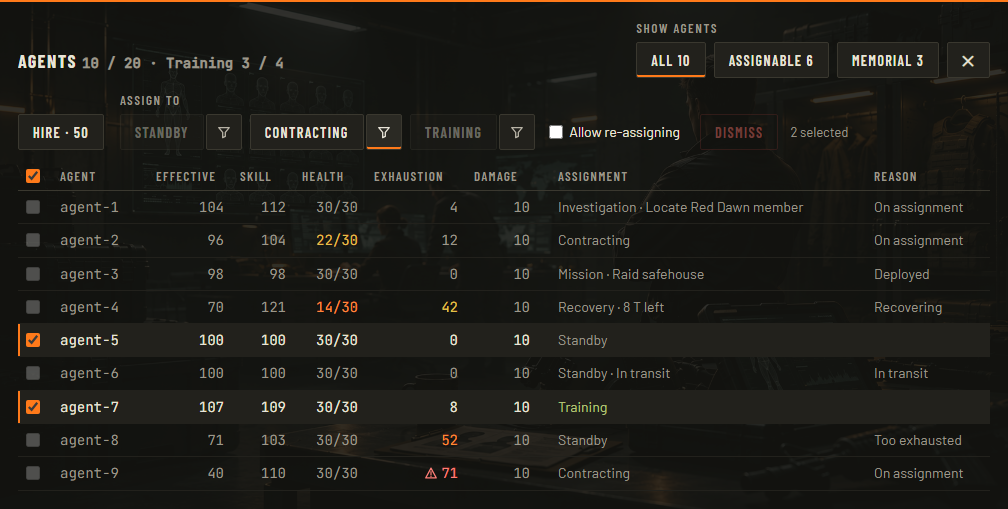 SHOW AGENTS
AGENTS 10 / 20 · Training 3 / 4
ALL 10 ASSIGNABLE 6 MEMORIAL 3 ✕
ASSIGN TO
HIRE · 50 STANDBY CONTRACTING TRAINING Allow re-assigning DISMISS 2 selected
AGENT EFFECTIVE SKILL HEALTH EXHAUSTION DAMAGE ASSIGNMENT REASON
agent-1 104 112 30/30 4 10 Investigation · Locate Red Dawn member On assignment
agent-2 96 104 22/30 12 10 Contracting On assignment
agent-3 98 98 30/30 0 10 Mission · Raid safehouse Deployed
agent-4 70 121 14/30 42 10 Recovery · 8 T left Recovering
agent-5 100 100 30/30 0 10 Standby
agent-6 100 100 30/30 0 10 Standby · In transit In transit
agent-7 107 109 30/30 8 10 Training
agent-8 71 103 30/30 52 10 Standby Too exhausted
agent-9 40 110 30/30 71 10 Contracting On assignment